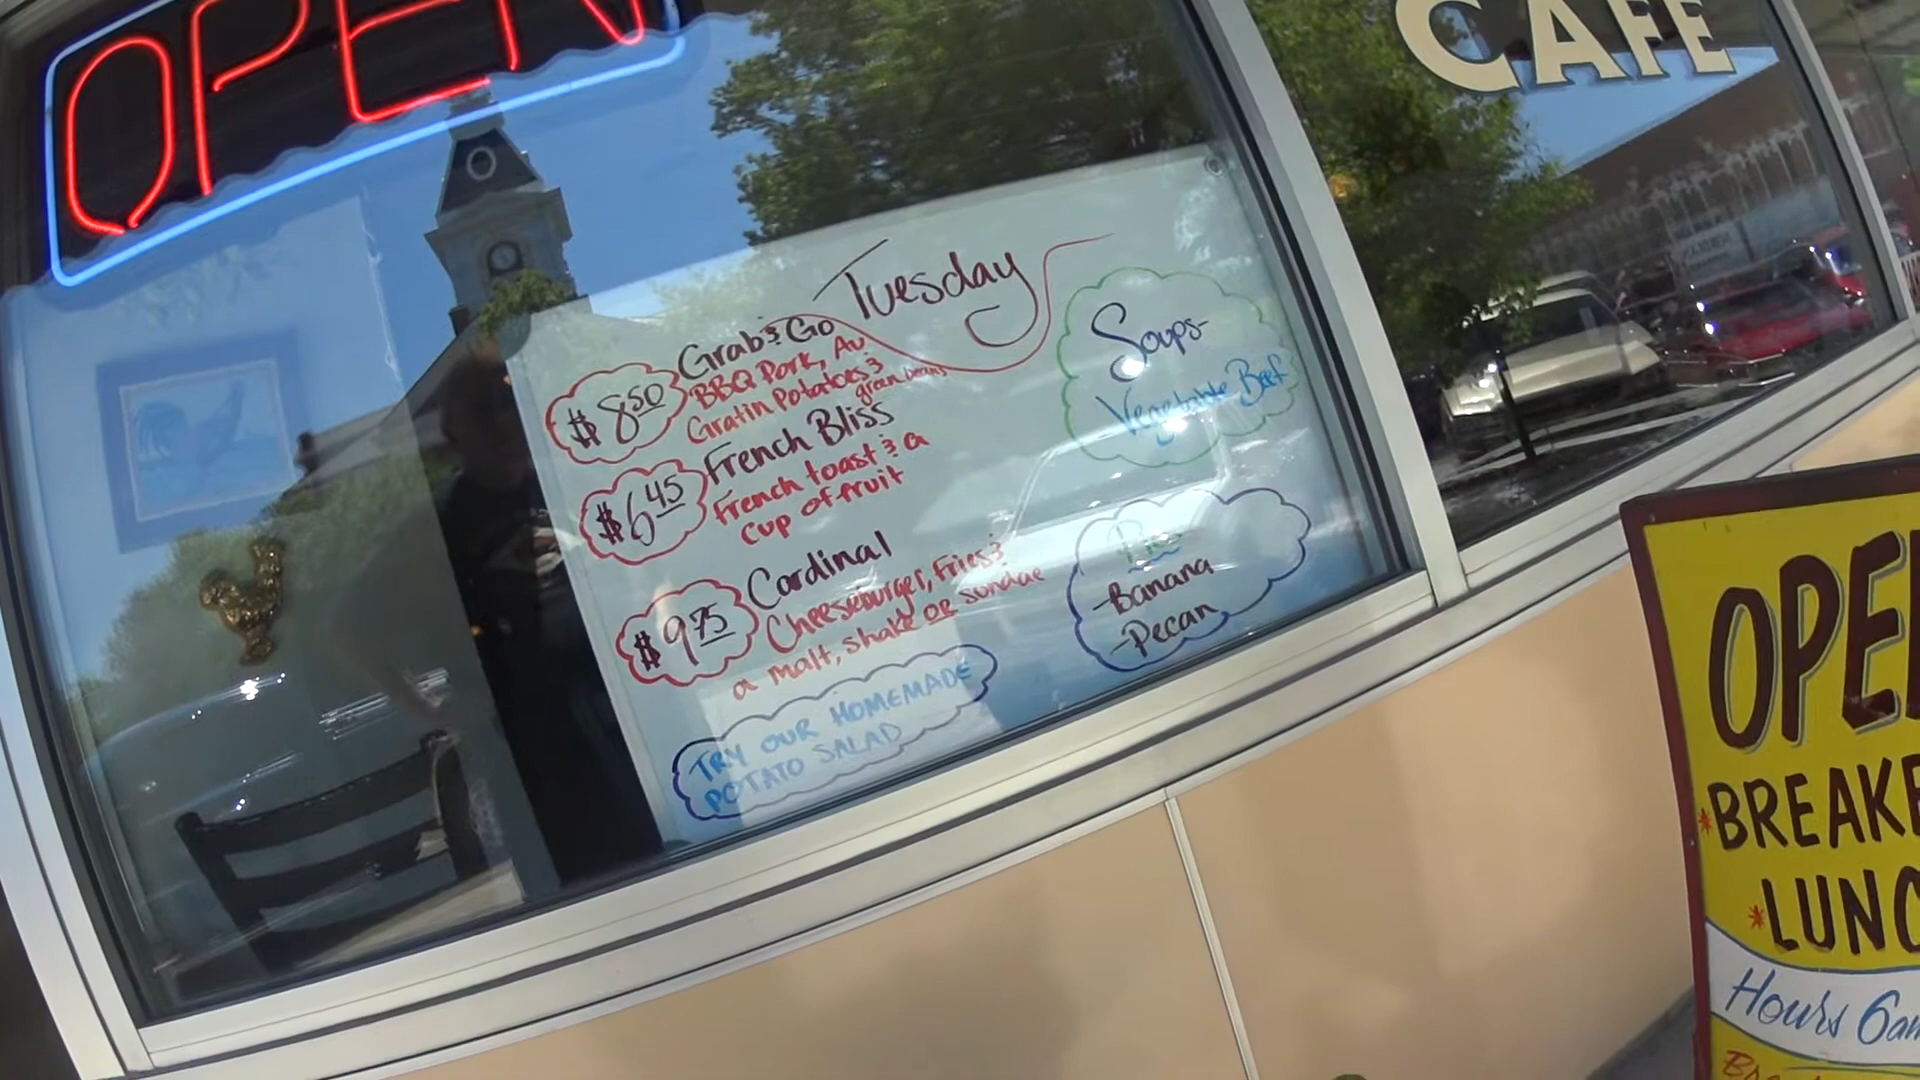 OPEN
CAFE
Tuesday
Grab & Go
$8.50
BBQ Pork, Au
Gratin Potatoes &
green beans
French Bliss
$6.45
French toast & a
cup of fruit
Cardinal
$9.75
Cheeseburger, Fries &
a malt, shake OR sundae
TRY OUR HOMEMADE
POTATO SALAD
Soups-
Vegetable Beef
Pie
-Banana
-Pecan
OPE
*BREAKF
*LUNC
Hours 6am